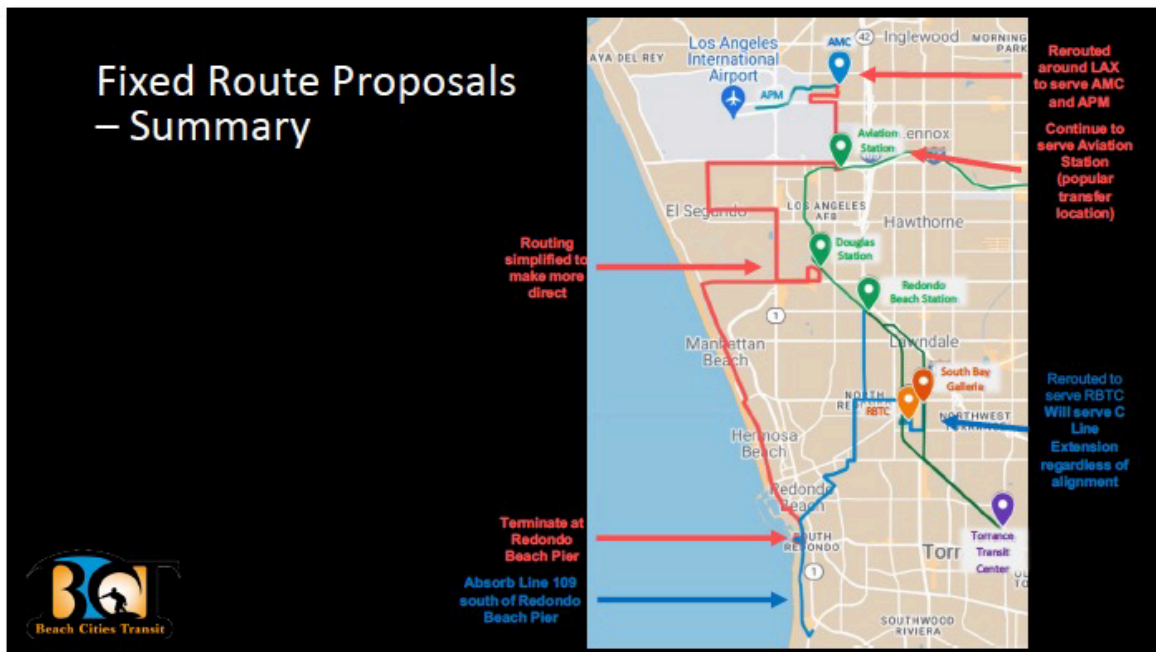 Fixed Route Proposals
– Summary
Rerouted
around LAX
to serve AMC
and APM
Continue to
serve Aviation
Station
(popular
transfer
location)
Routing
simplified to
make more
direct
Rerouted to
serve RBTC
Will serve C
Line
Extension
regardless of
alignment
Terminate at
Redondo
Beach Pier
Absorb Line 109
south of Redondo
Beach Pier
BCT
Beach Cities Transit
AYA DEL REY
Los Angeles
International
Airport
AMC
42
Inglewood
MORNING
PARK
APM
Aviation
Station
ennox
El Segundo
LOS ANGELES
AFB
Hawthorne
Douglas
Station
Redondo
Beach Station
1
Lawndale
Manhattan
Beach
South Bay
Galleria
NORTH
RBTC
NORTHWEST
Hermosa
Beach
Redondo
Beach
SOUTH
REDONDO
1
Torr
Torrance
Transit
Center
SOUTHWOOD
RIVIERA